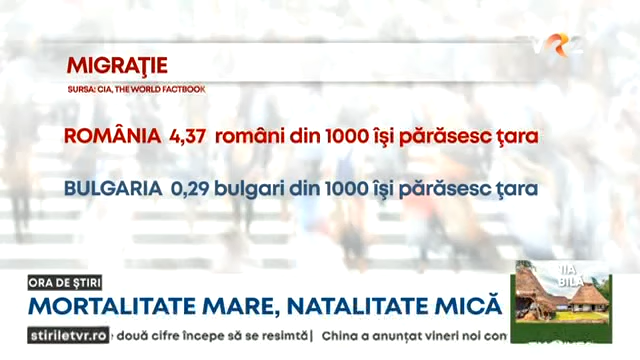 TVR2
MIGRAŢIE
SURSA: CIA, THE WORLD FACTBOOK
ROMÂNIA 4,37 români din 1000 îşi părăsesc ţara
BULGARIA 0,29 bulgari din 1000 îşi părăsesc ţara
ORA DE ŞTIRI
MORTALITATE MARE, NATALITATE MICĂ
BILĂ
stiriletvr.ro e două cifre începe să se resimtă| China a anunţat vineri noi con